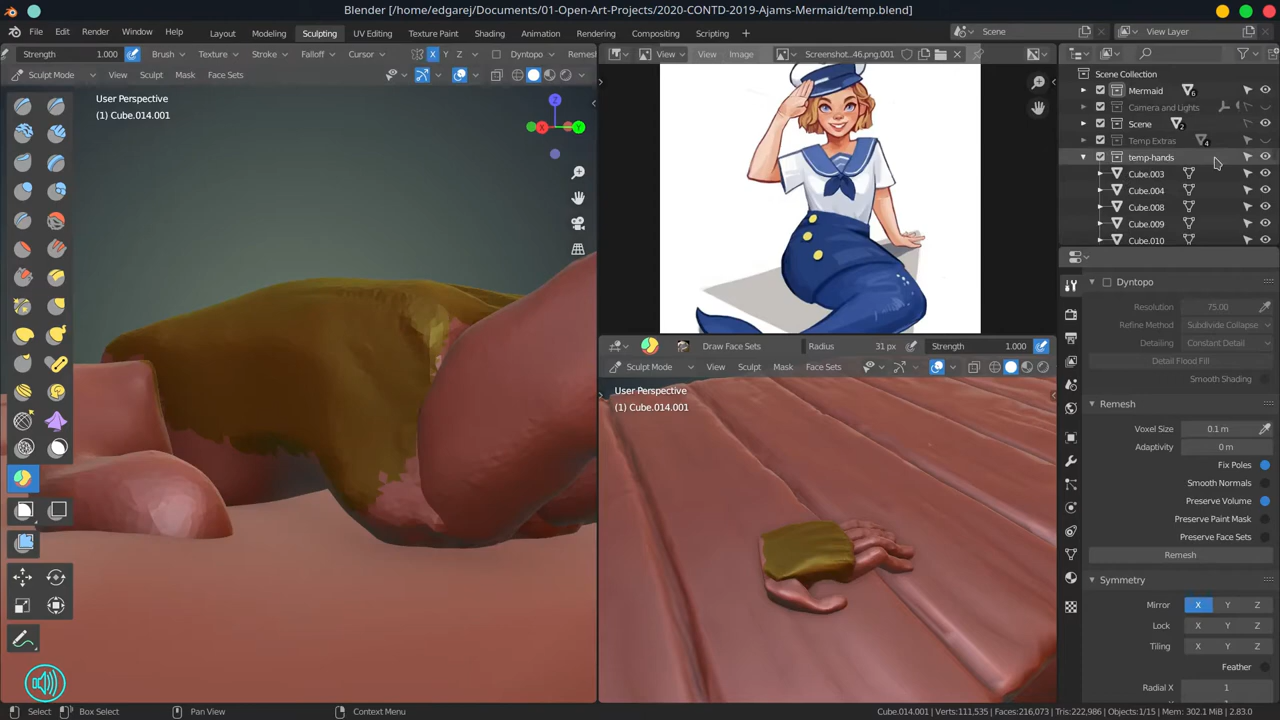 Blender [/home/edgarej/Documents/01-Open-Art-Projects/2020-CONTD-2019-Ajams-Mermaid/temp.blend]
File Edit Render Window Help Layout Modeling Sculpting UV Editing Texture Paint Shading Animation Rendering Compositing Scripting Scene View Layer
Strength 1.000 Brush Texture Stroke Falloff Cursor X Y Z Dyntopo Remesh
View View Image Screenshot...46.png.001
Sculpt Mode View Sculpt Mask Face Sets
User Perspective
(1) Cube.014.001
Z
X Y
Scene Collection
Mermaid 6
Camera and Lights
Scene 2
Temp Extras 4
temp-hands
Cube.003
Cube.004
Cube.008
Cube.009
Cube.010
Dyntopo
Resolution 75.00
Refine Method Subdivide Collapse
Detailing Constant Detail
Detail Flood Fill
Smooth Shading
Remesh
Voxel Size 0.1 m
Adaptivity 0 m
Fix Poles
Smooth Normals
Preserve Volume
Preserve Paint Mask
Preserve Face Sets
Remesh
Symmetry
Mirror X Y Z
Lock X Y Z
Tiling X Y Z
Feather
Radial X 1
Draw Face Sets Radius 31 px Strength 1.000
Sculpt Mode View Sculpt Mask Face Sets
User Perspective
(1) Cube.014.001
Select Box Select Pan View Context Menu Cube.014.001 | Verts:111,535 | Faces:216,073 | Tris:222,986 | Objects:1/15 | Mem: 302.1 MiB | 2.83.0